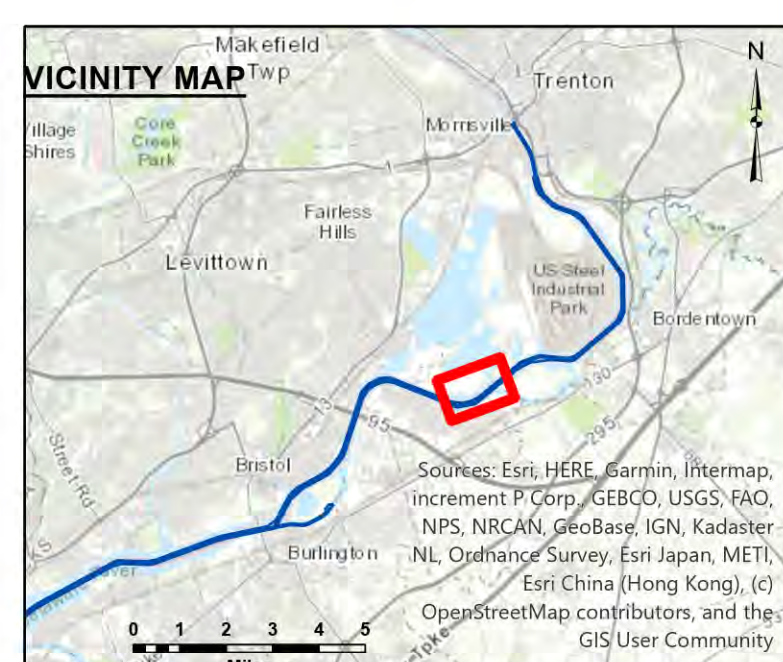 Makefield
Twp
VICINITY MAP
N
Trenton
Core
Creek
Park
Village
Shires
Morrisville
1
1
Fairless
Hills
Levittown
US Steel
Industrial
Park
Bordentown
130
13
95
295
Street Rd
Bristol
Burlington
Sources: Esri, HERE, Garmin, Intermap,
increment P Corp., GEBCO, USGS, FAO,
NPS, NRCAN, GeoBase, IGN, Kadaster
NL, Ordnance Survey, Esri Japan, METI,
Esri China (Hong Kong), (c)
OpenStreetMap contributors, and the
GIS User Community
0 1 2 3 4 5
Tpke